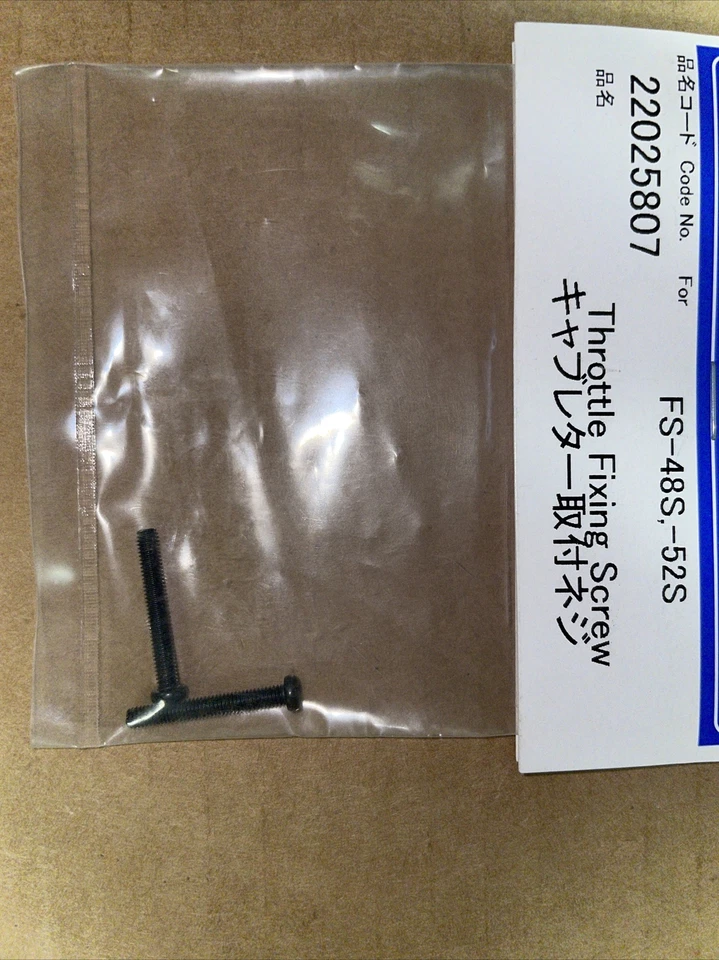 品名コード Code No. For
22025807 FS-48S,-52S
品名
Throttle Fixing Screw
キャブレター取付ネジ